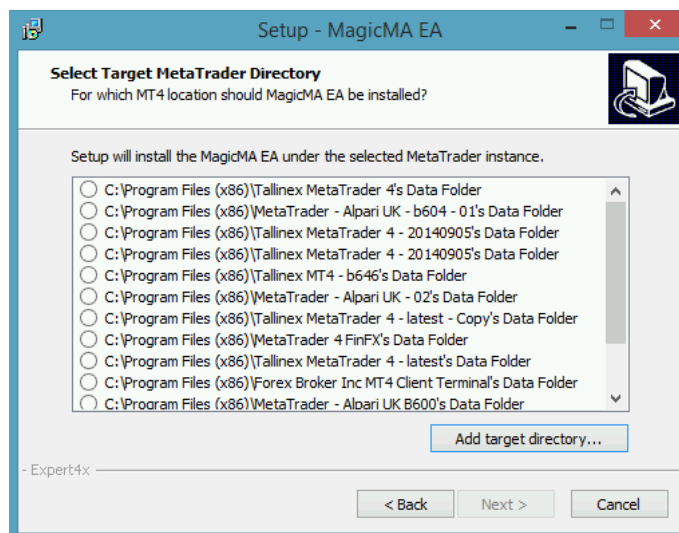 Setup - MagicMA EA
Select Target MetaTrader Directory
For which MT4 location should MagicMA EA be installed?
Setup will install the MagicMA EA under the selected MetaTrader instance.
C:\Program Files (x86)\Tallinex MetaTrader 4's Data Folder
C:\Program Files (x86)\MetaTrader - Alpari UK - b604 - 01's Data Folder
C:\Program Files (x86)\Tallinex MetaTrader 4 - 20140905's Data Folder
C:\Program Files (x86)\Tallinex MetaTrader 4 - 20140905's Data Folder
C:\Program Files (x86)\Tallinex MT4 - b646's Data Folder
C:\Program Files (x86)\MetaTrader - Alpari UK - 02's Data Folder
C:\Program Files (x86)\Tallinex MetaTrader 4 - latest - Copy's Data Folder
C:\Program Files (x86)\MetaTrader 4 FinFX's Data Folder
C:\Program Files (x86)\Tallinex MetaTrader 4 - latest's Data Folder
C:\Program Files (x86)\Forex Broker Inc MT4 Client Terminal's Data Folder
C:\Program Files (x86)\MetaTrader - Alpari UK B600's Data Folder
Add target directory...
- Expert4x
< Back Next > Cancel